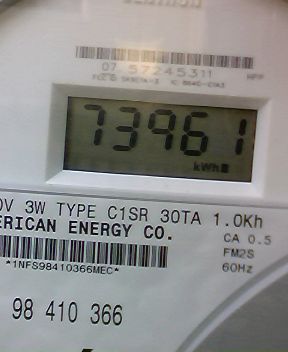 07 57245311
73961
kWh
0V 3W TYPE C1SR 30TA 1.0Kh
ERICAN ENERGY CO.
CA 0.5
FM2S
60Hz
*1NFS98410366MEC*
98 410 366